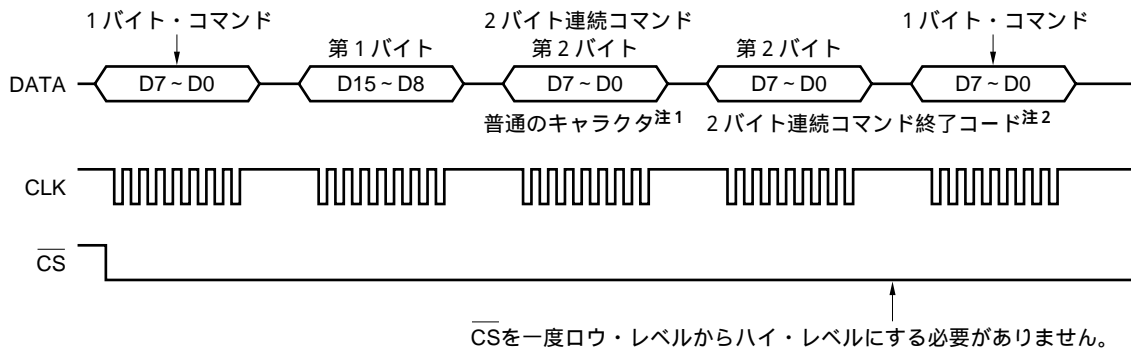 1バイト・コマンド 2バイト連続コマンド 1バイト・コマンド
第1バイト 第2バイト 第2バイト
DATA D7~D0 D15~D8 D7~D0 D7~D0 D7~D0
普通のキャラクタ注1 2バイト連続コマンド終了コード注2
CLK
CS
CSを一度ロウ・レベルからハイ・レベルにする必要がありません。